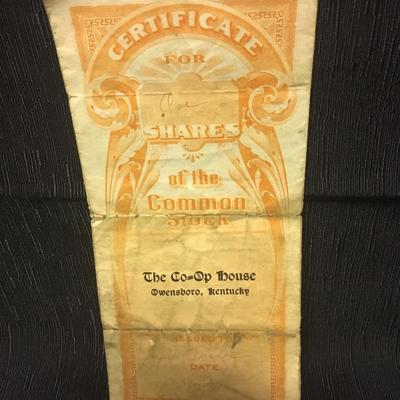 CERTIFICATE
FOR
One
SHARES
of the
Common
Stock
The Co=Op House
Owensboro, Kentucky
ISSUED TO
DATE